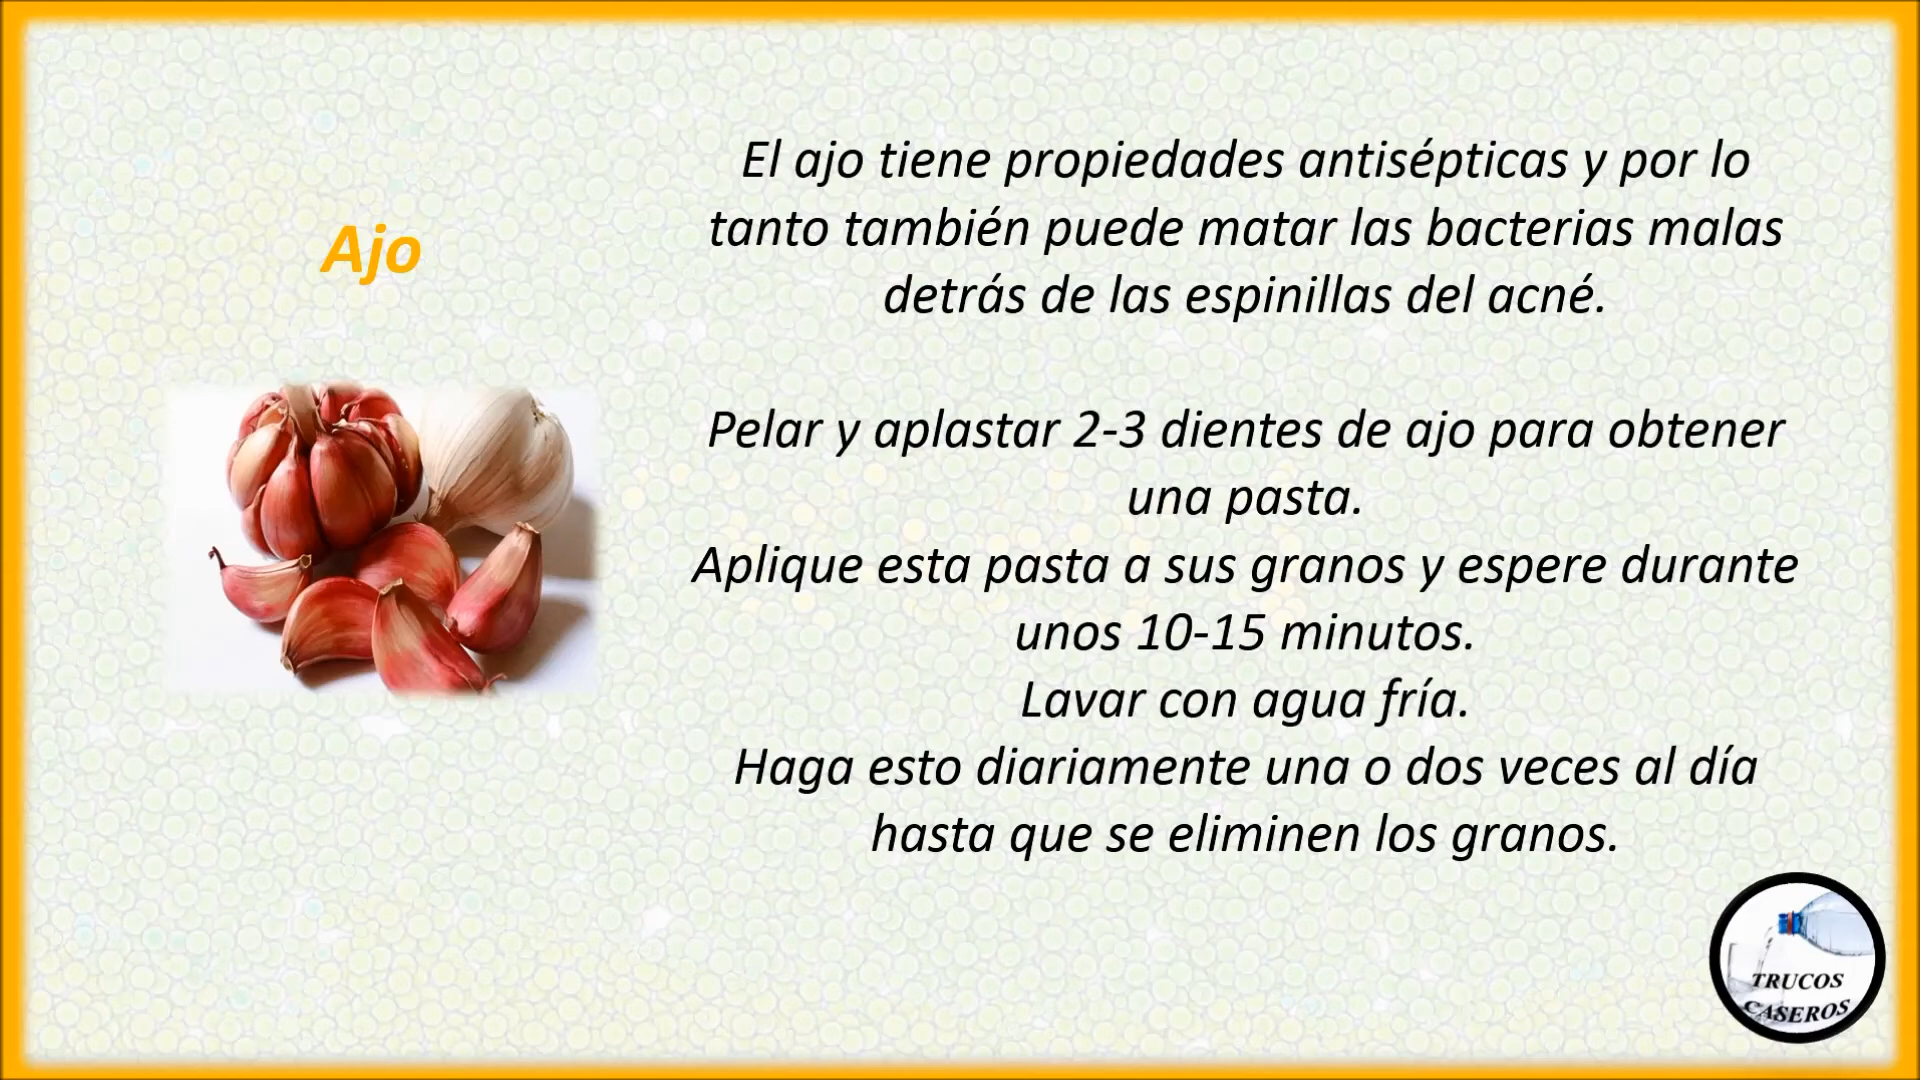 Ajo
El ajo tiene propiedades antisépticas y por lo
tanto también puede matar las bacterias malas
detrás de las espinillas del acné.
Pelar y aplastar 2-3 dientes de ajo para obtener
una pasta.
Aplique esta pasta a sus granos y espere durante
unos 10-15 minutos.
Lavar con agua fría.
Haga esto diariamente una o dos veces al día
hasta que se eliminen los granos.
TRUCOS
CASEROS